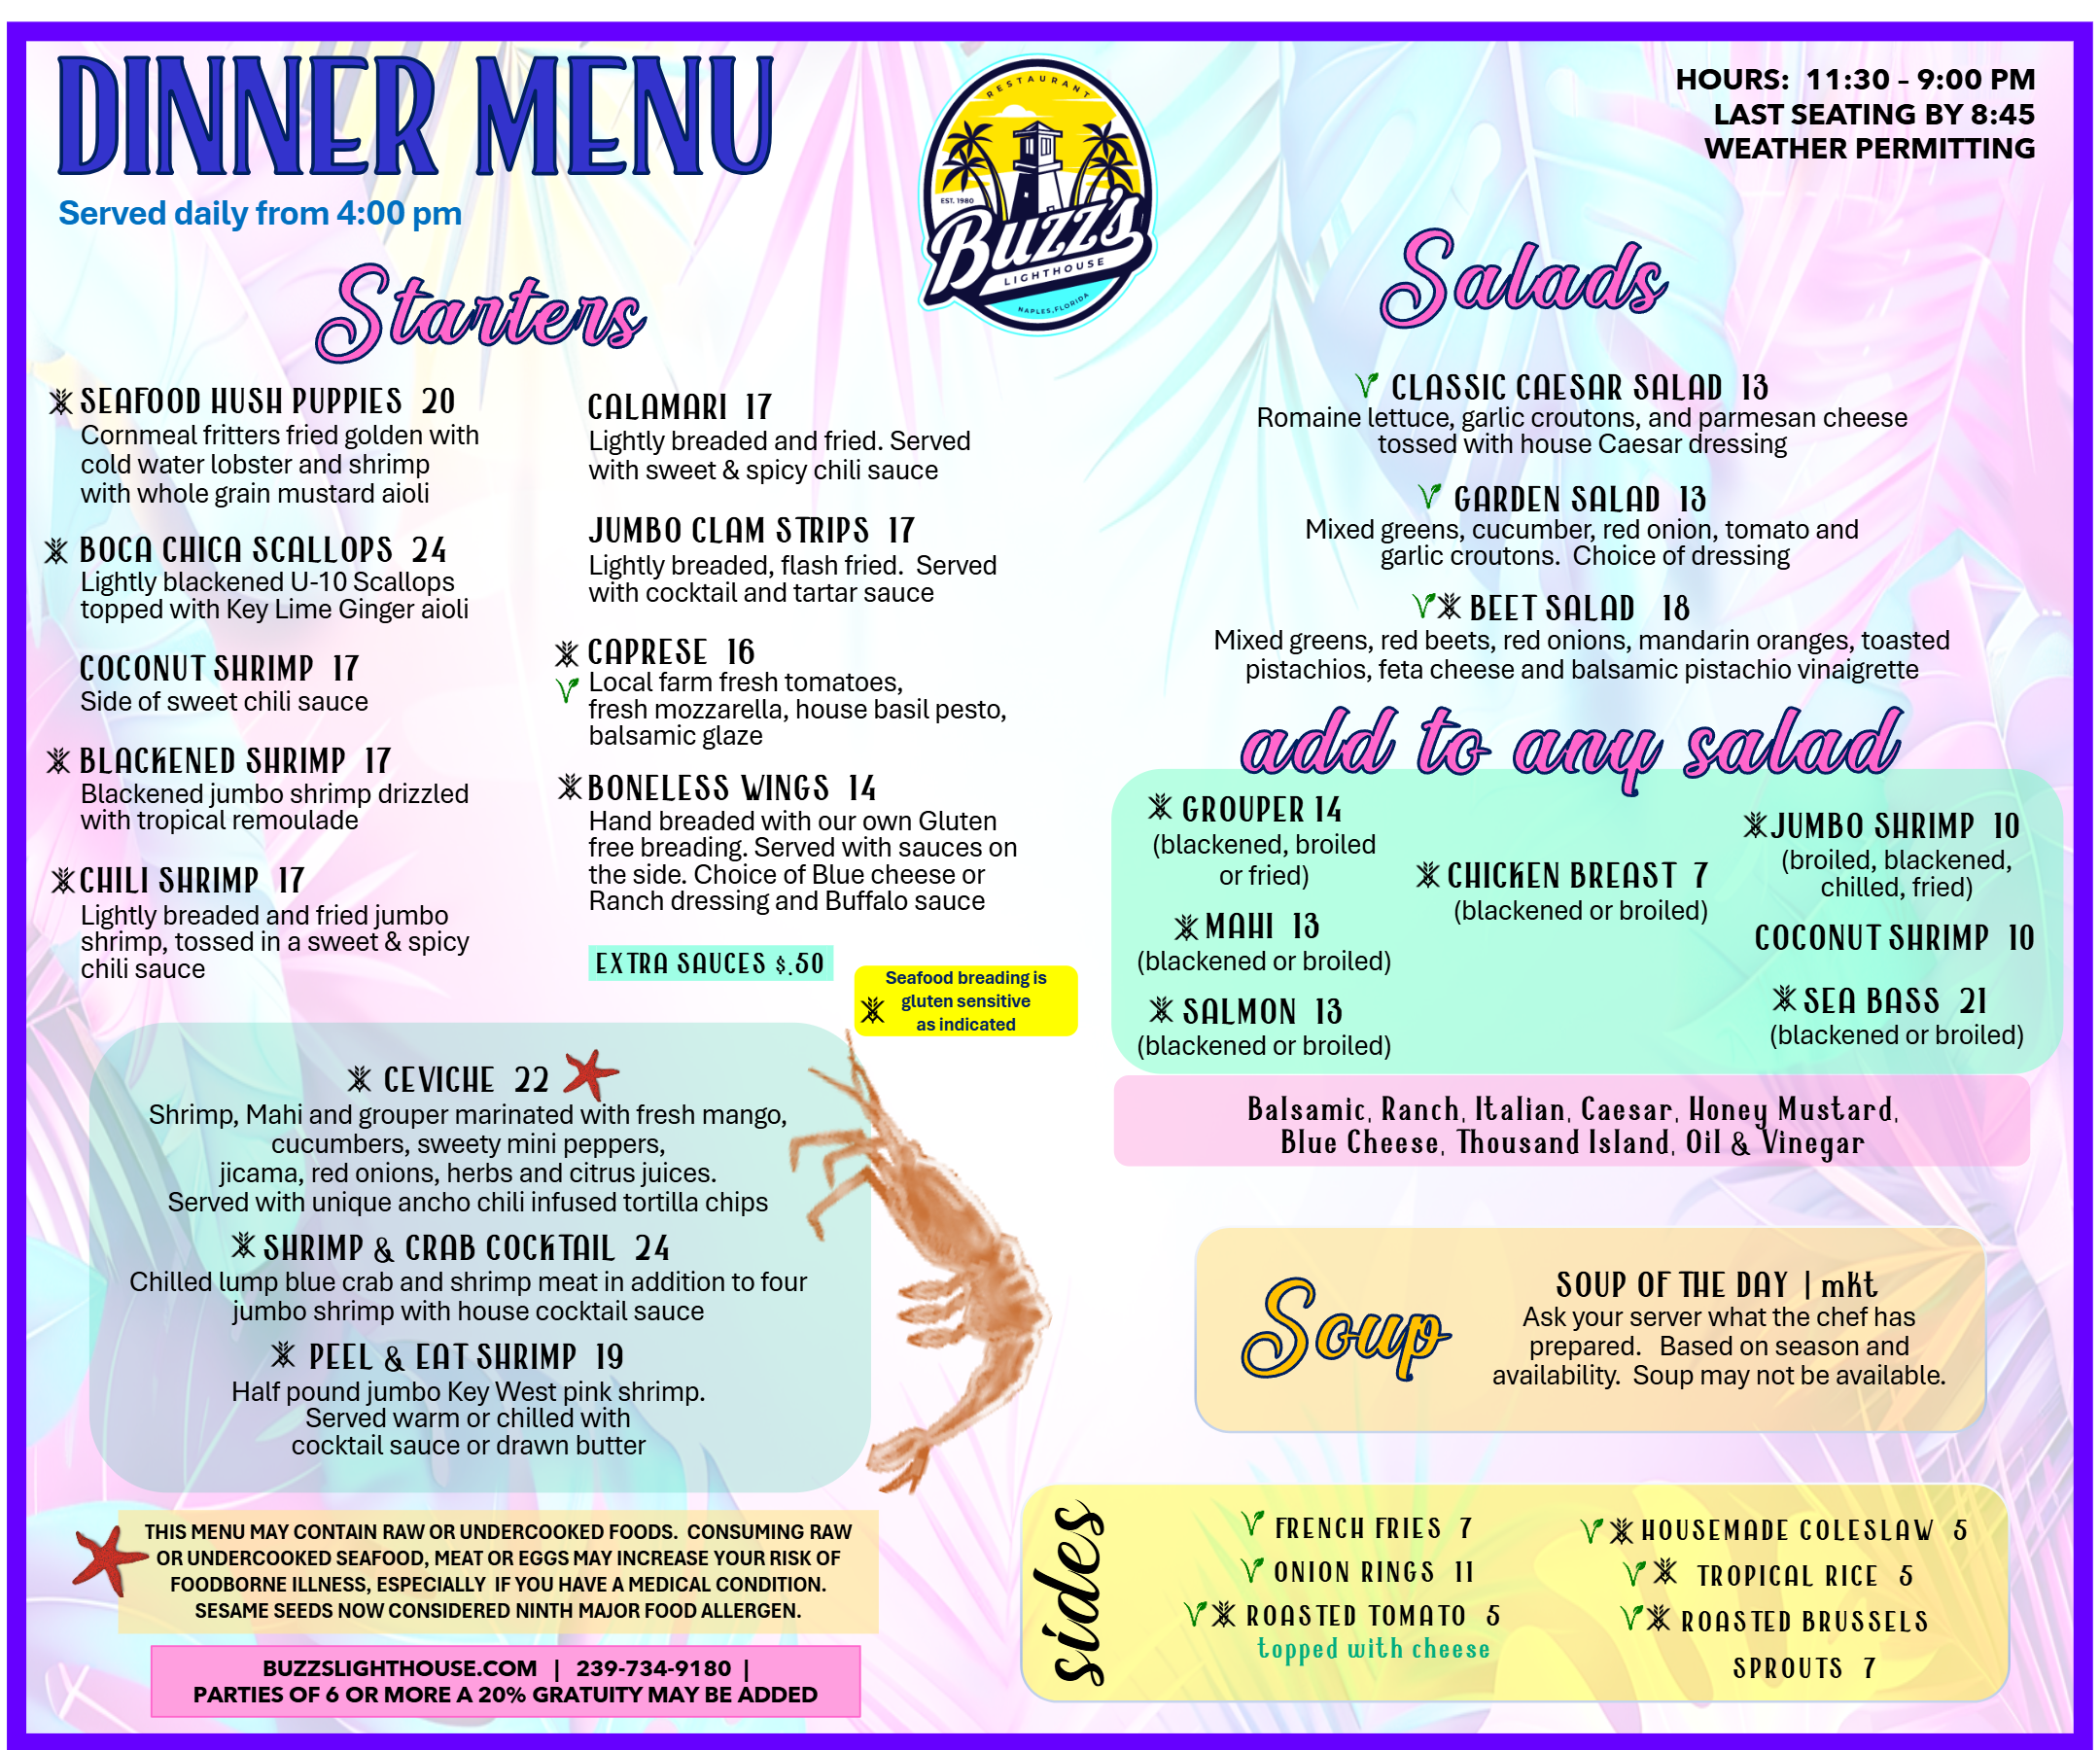 DINNER MENU
Served daily from 4:00 pm
RESTAURANT
EST. 1980
Buzz's
LIGHTHOUSE
NAPLES, FLORIDA
HOURS:  11:30 – 9:00 PM
LAST SEATING BY 8:45
WEATHER PERMITTING
Starters
SEAFOOD HUSH PUPPIES  20
Cornmeal fritters fried golden with
cold water lobster and shrimp
with whole grain mustard aioli
BOCA CHICA SCALLOPS  24
Lightly blackened U-10 Scallops
topped with Key Lime Ginger aioli
COCONUT SHRIMP  17
Side of sweet chili sauce
BLACKENED SHRIMP  17
Blackened jumbo shrimp drizzled
with tropical remoulade
CHILI SHRIMP  17
Lightly breaded and fried jumbo
shrimp, tossed in a sweet & spicy
chili sauce
CALAMARI  17
Lightly breaded and fried. Served
with sweet & spicy chili sauce
JUMBO CLAM STRIPS  17
Lightly breaded, flash fried.  Served
with cocktail and tartar sauce
CAPRESE  16
Local farm fresh tomatoes,
fresh mozzarella, house basil pesto,
balsamic glaze
BONELESS WINGS  14
Hand breaded with our own Gluten
free breading. Served with sauces on
the side. Choice of Blue cheese or
Ranch dressing and Buffalo sauce
EXTRA SAUCES $.50
Seafood breading is
gluten sensitive
as indicated
CEVICHE  22
Shrimp, Mahi and grouper marinated with fresh mango,
cucumbers, sweety mini peppers,
jicama, red onions, herbs and citrus juices.
Served with unique ancho chili infused tortilla chips
SHRIMP & CRAB COCKTAIL  24
Chilled lump blue crab and shrimp meat in addition to four
jumbo shrimp with house cocktail sauce
PEEL & EAT SHRIMP  19
Half pound jumbo Key West pink shrimp.
Served warm or chilled with
cocktail sauce or drawn butter
THIS MENU MAY CONTAIN RAW OR UNDERCOOKED FOODS.  CONSUMING RAW
OR UNDERCOOKED SEAFOOD, MEAT OR EGGS MAY INCREASE YOUR RISK OF
FOODBORNE ILLNESS, ESPECIALLY  IF YOU HAVE A MEDICAL CONDITION.
SESAME SEEDS NOW CONSIDERED NINTH MAJOR FOOD ALLERGEN.
BUZZSLIGHTHOUSE.COM  |  239-734-9180  |
PARTIES OF 6 OR MORE A 20% GRATUITY MAY BE ADDED
Salads
CLASSIC CAESAR SALAD  13
Romaine lettuce, garlic croutons, and parmesan cheese
tossed with house Caesar dressing
GARDEN SALAD  13
Mixed greens, cucumber, red onion, tomato and
garlic croutons.  Choice of dressing
BEET SALAD  18
Mixed greens, red beets, red onions, mandarin oranges, toasted
pistachios, feta cheese and balsamic pistachio vinaigrette
add to any salad
GROUPER 14
(blackened, broiled
or fried)
MAHI  13
(blackened or broiled)
SALMON  13
(blackened or broiled)
CHICKEN BREAST  7
(blackened or broiled)
JUMBO SHRIMP  10
(broiled, blackened,
chilled, fried)
COCONUT SHRIMP  10
SEA BASS  21
(blackened or broiled)
Balsamic, Ranch, Italian, Caesar, Honey Mustard,
Blue Cheese, Thousand Island, Oil & Vinegar
Soup
SOUP OF THE DAY | mkt
Ask your server what the chef has
prepared.  Based on season and
availability.  Soup may not be available.
sides
FRENCH FRIES  7
ONION RINGS  11
ROASTED TOMATO  5
topped with cheese
HOUSEMADE COLESLAW  5
TROPICAL RICE  5
ROASTED BRUSSELS
SPROUTS  7